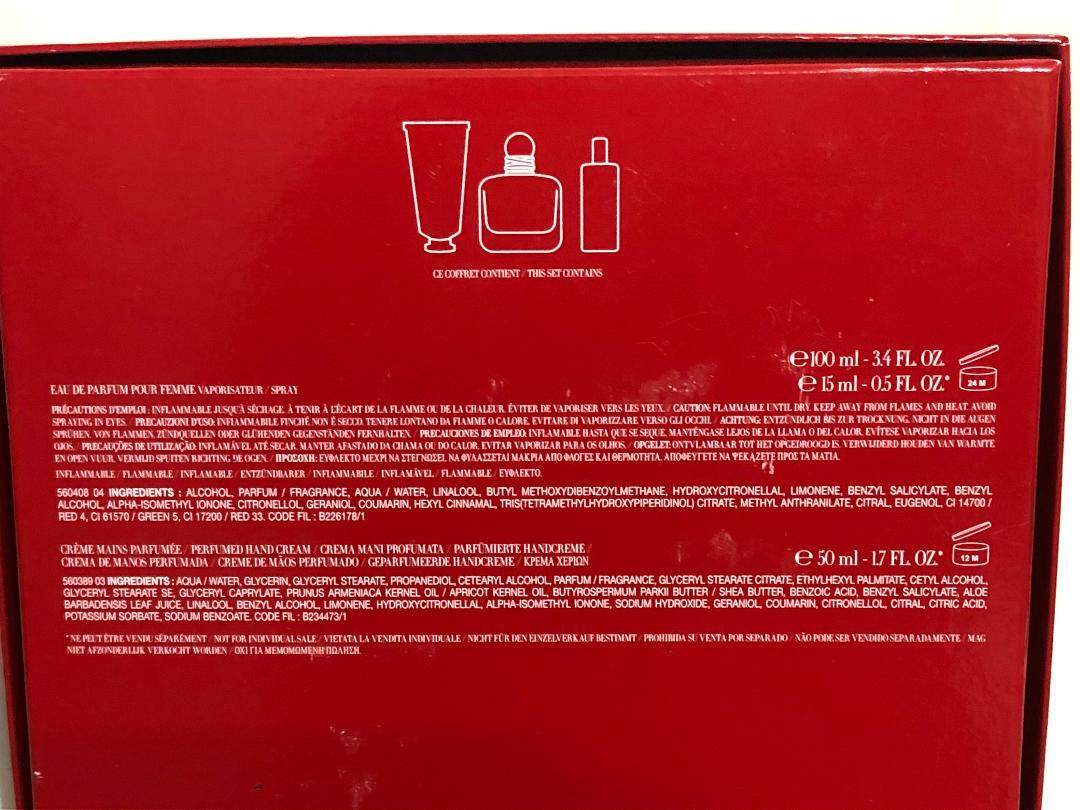 CE COFFRET CONTIENT / THIS SET CONTAINS
℮100 ml - 3.4 FL. OZ.
℮ 15 ml - 0.5 FL. OZ.*
24 M
EAU DE PARFUM POUR FEMME VAPORISATEUR / SPRAY
PRÉCAUTIONS D'EMPLOI : INFLAMMABLE JUSQU'À SÉCHAGE. À TENIR À L'ÉCART DE LA FLAMME OU DE LA CHALEUR. ÉVITER DE VAPORISER VERS LES YEUX. / CAUTION: FLAMMABLE UNTIL DRY. KEEP AWAY FROM FLAMES AND HEAT. AVOID
SPRAYING IN EYES. / PRECAUZIONI D'USO: INFIAMMABILE FINCHÉ NON È SECCO. TENERE LONTANO DA FIAMME O CALORE. EVITARE DI VAPORIZZARE VERSO GLI OCCHI. / ACHTUNG: ENTZÜNDLICH BIS ZUR TROCKNUNG. NICHT IN DIE AUGEN
SPRÜHEN. VON FLAMMEN, ZÜNDQUELLEN ODER GLÜHENDEN GEGENSTÄNDEN FERNHALTEN. / PRECAUCIONES DE EMPLEO: INFLAMABLE HASTA QUE SE SEQUE. MANTÉNGASE LEJOS DE LA LLAMA O DEL CALOR. EVÍTESE VAPORIZAR HACIA LOS
OJOS. / PRECAUÇÕES DE UTILIZAÇÃO: INFLAMÁVEL ATÉ SECAR. MANTER AFASTADO DA CHAMA OU DO CALOR. EVITAR VAPORIZAR PARA OS OLHOS. / OPGELET: ONTVLAMBAAR TOT HET OPGEDROOGD IS. VERWIJDERD HOUDEN VAN WARMTE
EN OPEN VUUR. VERMIJD SPUITEN RICHTING DE OGEN. / ΠΡΟΣΟΧΗ: ΕΥΦΛΕΚΤΟ ΜΕΧΡΙ ΝΑ ΣΤΕΓΝΩΣΕΙ. ΝΑ ΦΥΛΑΣΣΕΤΑΙ ΜΑΚΡΙΑ ΑΠΟ ΦΛΟΓΕΣ ΚΑΙ ΘΕΡΜΟΤΗΤΑ. ΑΠΟΦΕΥΓΕΤΕ ΝΑ ΨΕΚΑΖΕΤΕ ΠΡΟΣ ΤΑ ΜΑΤΙΑ.
INFLAMMABLE / FLAMMABLE / INFLAMABLE / ENTZÜNDBARER / INFIAMMABILE / INFLAMÁVEL / FLAMMABLE / ΕΥΦΛΕΚΤΟ.
560408 04 INGREDIENTS : ALCOHOL, PARFUM / FRAGRANCE, AQUA / WATER, LINALOOL, BUTYL METHOXYDIBENZOYLMETHANE, HYDROXYCITRONELLAL, LIMONENE, BENZYL SALICYLATE, BENZYL
ALCOHOL, ALPHA-ISOMETHYL IONONE, CITRONELLOL, GERANIOL, COUMARIN, HEXYL CINNAMAL, TRIS(TETRAMETHYLHYDROXYPIPERIDINOL) CITRATE, METHYL ANTHRANILATE, CITRAL, EUGENOL, CI 14700 /
RED 4, CI 61570 / GREEN 5, CI 17200 / RED 33. CODE FIL : B226178/1
CRÈME MAINS PARFUMÉE / PERFUMED HAND CREAM / CREMA MANI PROFUMATA / PARFÜMIERTE HANDCREME /
CREMA DE MANOS PERFUMADA / CREME DE MÃOS PERFUMADO / GEPARFUMEERDE HANDCREME / ΚΡΕΜΑ ΧΕΡΙΩΝ
℮ 50 ml - 1.7 FL. OZ.*
12 M
560389 03 INGREDIENTS : AQUA / WATER, GLYCERIN, GLYCERYL STEARATE, PROPANEDIOL, CETEARYL ALCOHOL, PARFUM / FRAGRANCE, GLYCERYL STEARATE CITRATE, ETHYLHEXYL PALMITATE, CETYL ALCOHOL,
GLYCERYL STEARATE SE, GLYCERYL CAPRYLATE, PRUNUS ARMENIACA KERNEL OIL / APRICOT KERNEL OIL, BUTYROSPERMUM PARKII BUTTER / SHEA BUTTER, BENZOIC ACID, BENZYL SALICYLATE, ALOE
BARBADENSIS LEAF JUICE, LINALOOL, BENZYL ALCOHOL, LIMONENE, HYDROXYCITRONELLAL, ALPHA-ISOMETHYL IONONE, SODIUM HYDROXIDE, GERANIOL, COUMARIN, CITRONELLOL, CITRAL, CITRIC ACID,
POTASSIUM SORBATE, SODIUM BENZOATE. CODE FIL : B234473/1
* NE PEUT ÊTRE VENDU SÉPARÉMENT / NOT FOR INDIVIDUAL SALE / VIETATA LA VENDITA INDIVIDUALE / NICHT FÜR DEN EINZELVERKAUF BESTIMMT / PROHIBIDA SU VENTA POR SEPARADO / NÃO PODE SER VENDIDO SEPARADAMENTE / MAG
NIET AFZONDERLIJK VERKOCHT WORDEN / ΟΧΙ ΓΙΑ ΜΕΜΟΝΩΜΕΝΗ ΠΩΛΗΣΗ.